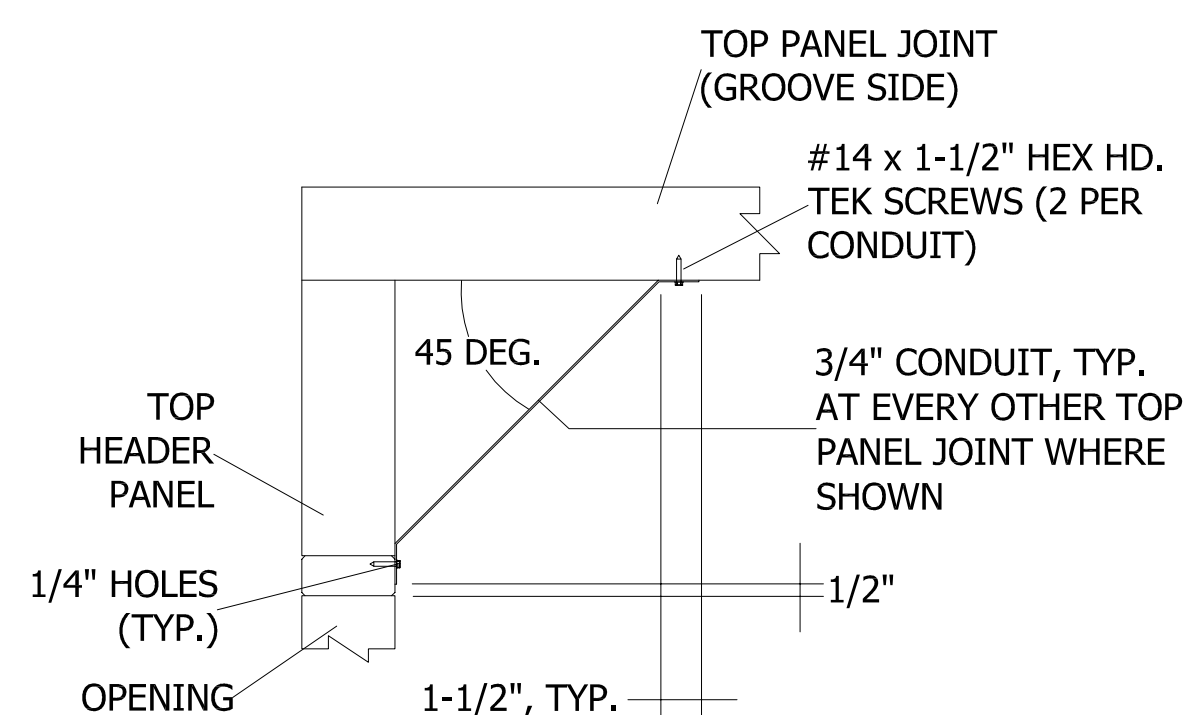 TOP PANEL JOINT
(GROOVE SIDE)
#14 x 1-1/2" HEX HD.
TEK SCREWS (2 PER
CONDUIT)
45 DEG.
3/4" CONDUIT, TYP.
AT EVERY OTHER TOP
PANEL JOINT WHERE
SHOWN
TOP
HEADER
PANEL
1/4" HOLES
(TYP.)
1/2"
OPENING
1-1/2", TYP.